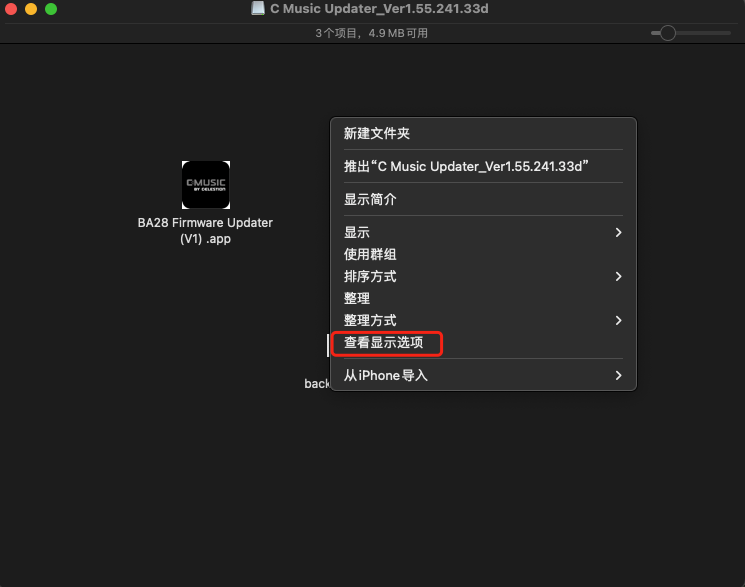 C Music Updater_Ver1.55.241.33d
3个项目，4.9 MB可用
CMUSIC
BY CELESTION
BA28 Firmware Updater
(V1) .app
新建文件夹
推出“C Music Updater_Ver1.55.241.33d”
显示简介
显示
使用群组
排序方式
整理
整理方式
查看显示选项
back
从iPhone导入